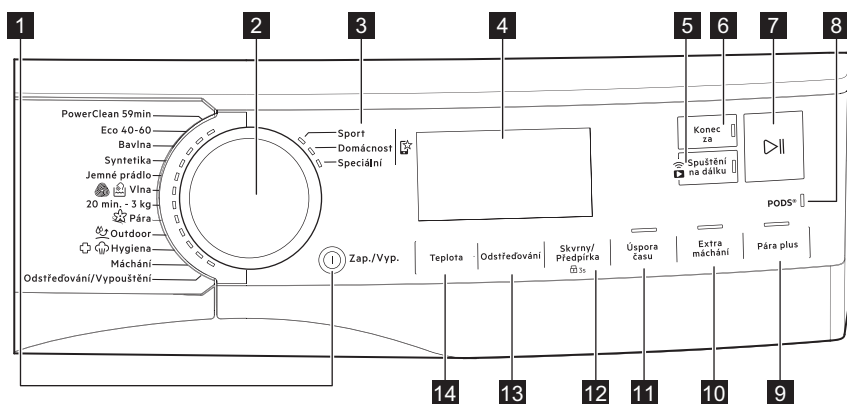 1 2 3 4 5 6 7 8
PowerClean 59min
Eco 40-60
Bavlna
Syntetika
Jemné prádlo
Vlna
20 min. - 3 kg
Pára
Outdoor
Hygiena
Máchání
Odstřeďování/Vypouštění
Sport
Domácnost
Speciální
Zap./Vyp.
Konec
za
Spuštění
na dálku
PODS®
Teplota
Odstřeďování
Skvrny/
Předpírka
3s
Úspora
času
Extra
máchání
Pára plus
14 13 12 11 10 9